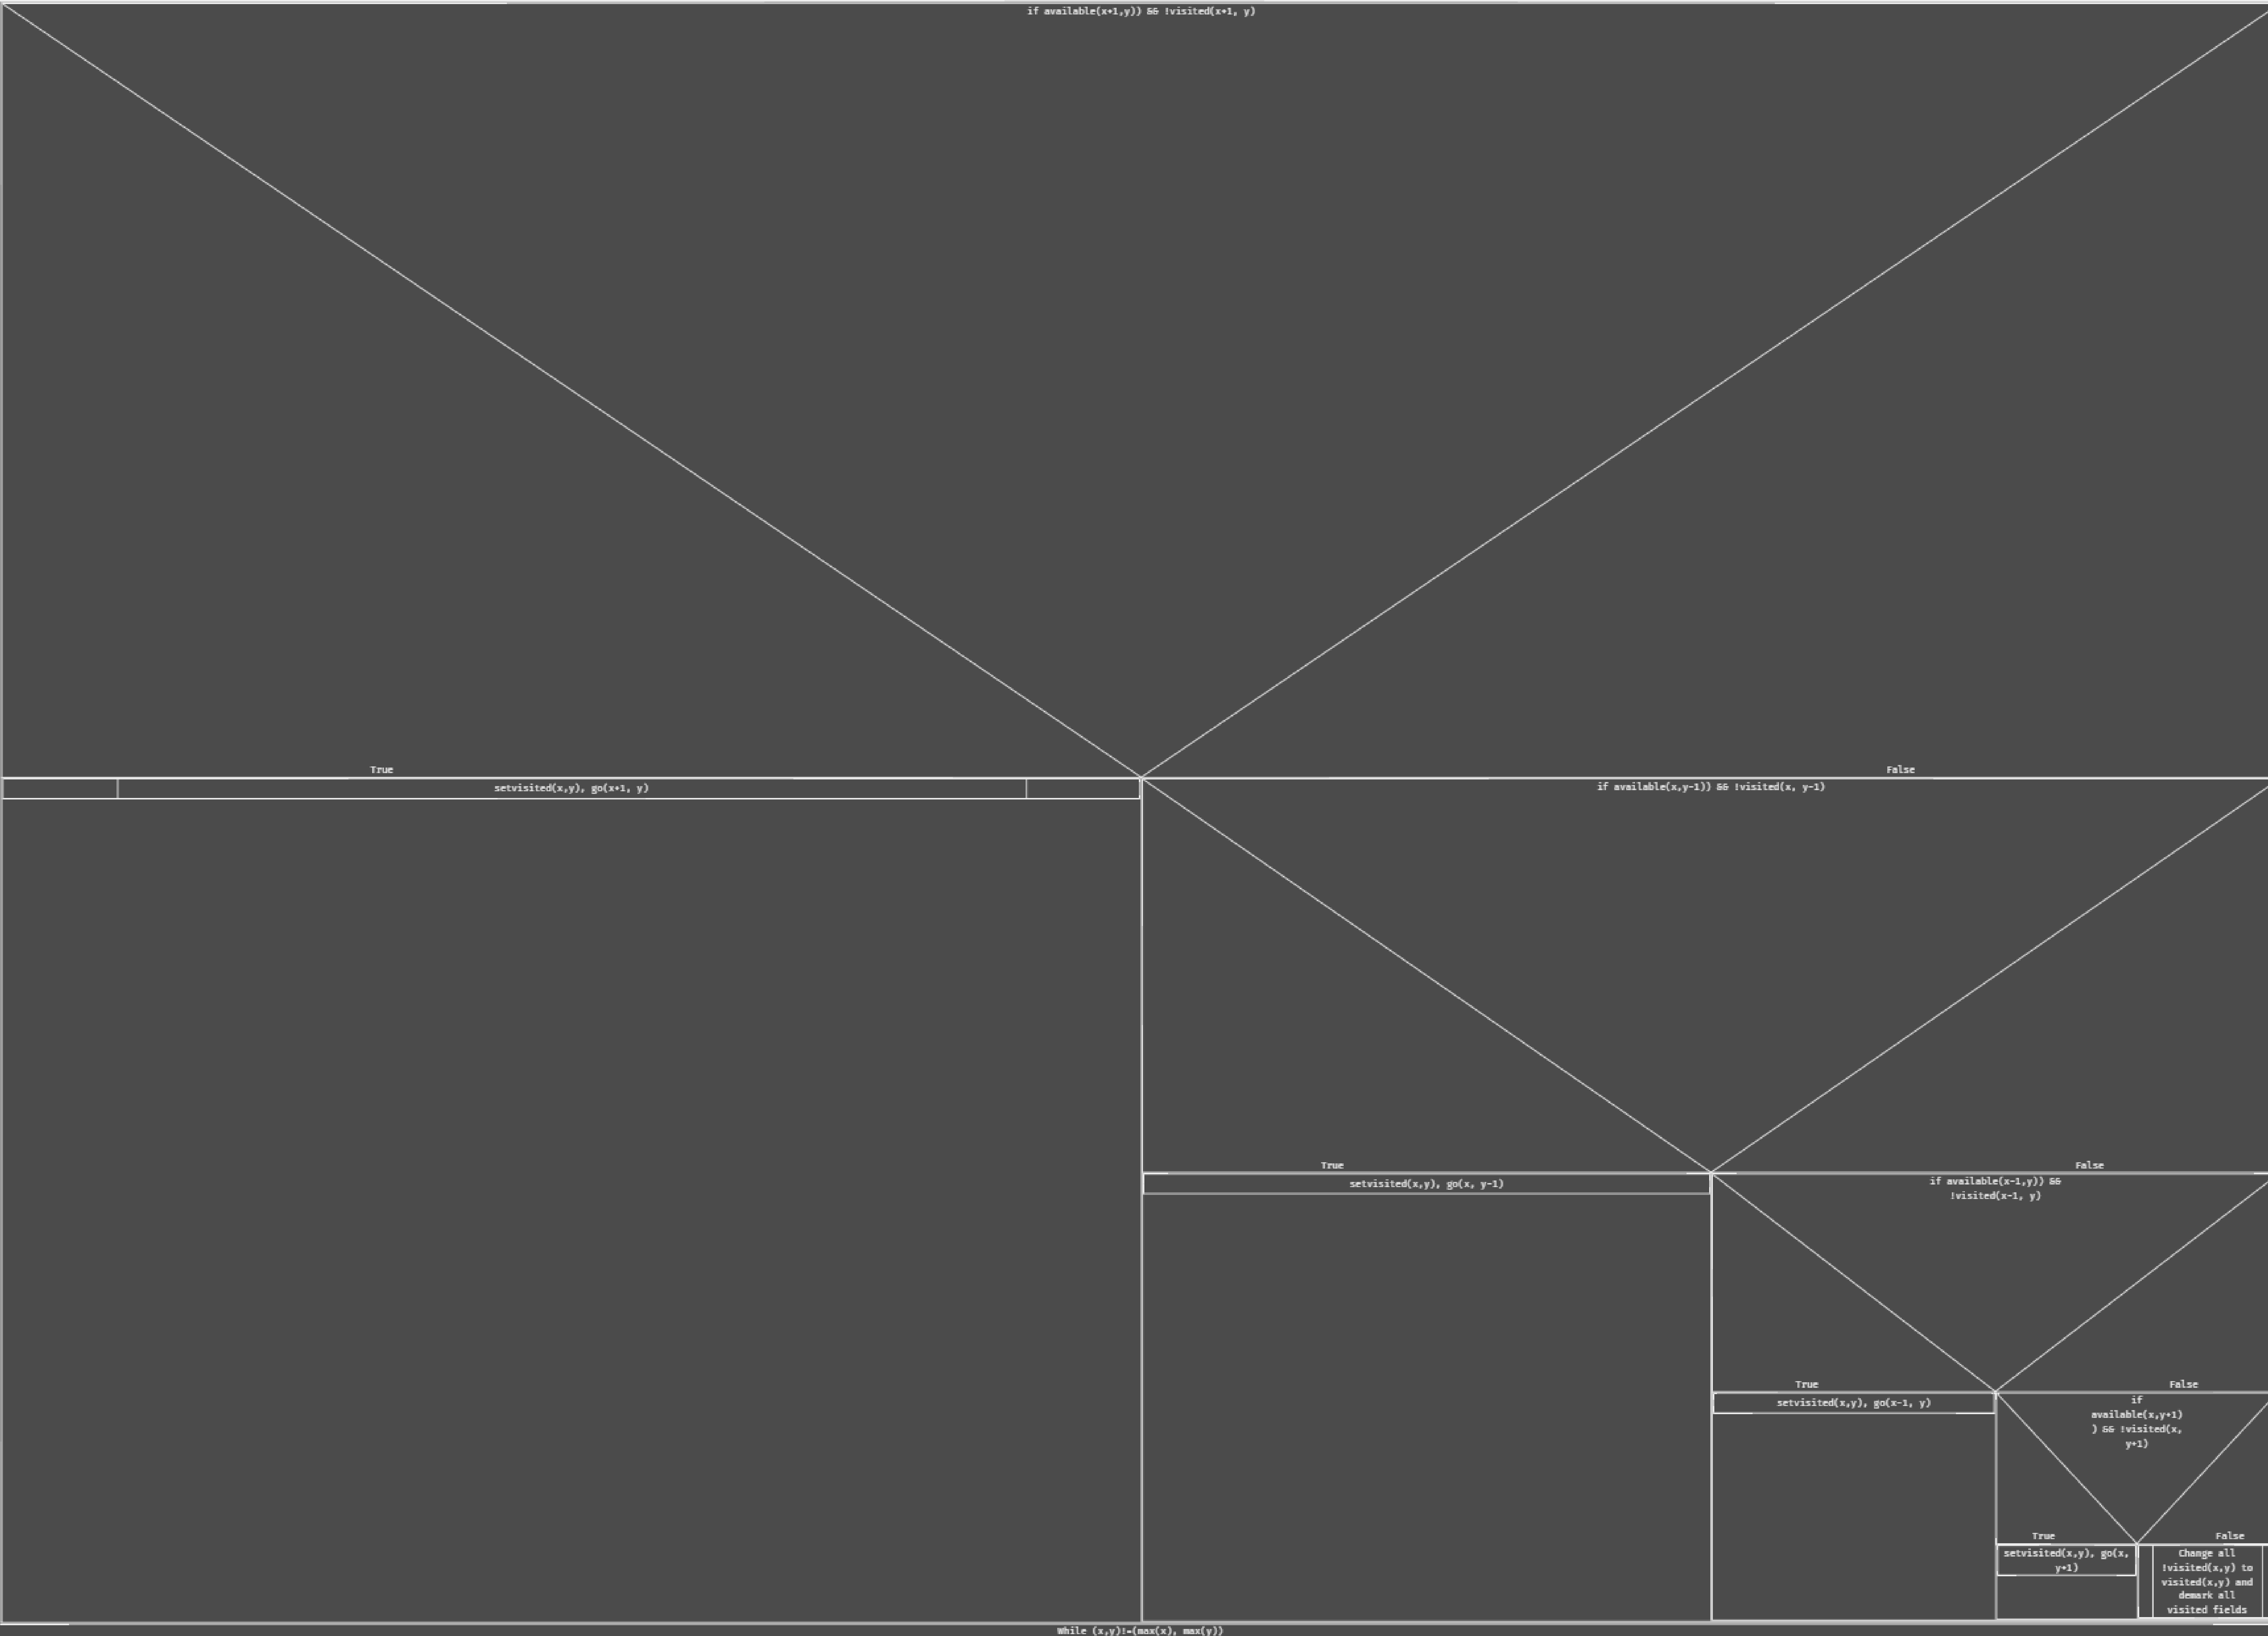 if available(x+1,y)) && !visited(x+1, y)
True
False
setvisited(x,y), go(x+1, y)
if available(x,y-1)) && !visited(x, y-1)
True
False
setvisited(x,y), go(x, y-1)
if available(x-1,y)) &&
!visited(x-1, y)
True
False
setvisited(x,y), go(x-1, y)
if
available(x,y+1)
) && !visited(x,
y+1)
True
False
setvisited(x,y), go(x,
y+1)
Change all
!visited(x,y) to
visited(x,y) and
demark all
visited fields
While (x,y)!=(max(x), max(y))